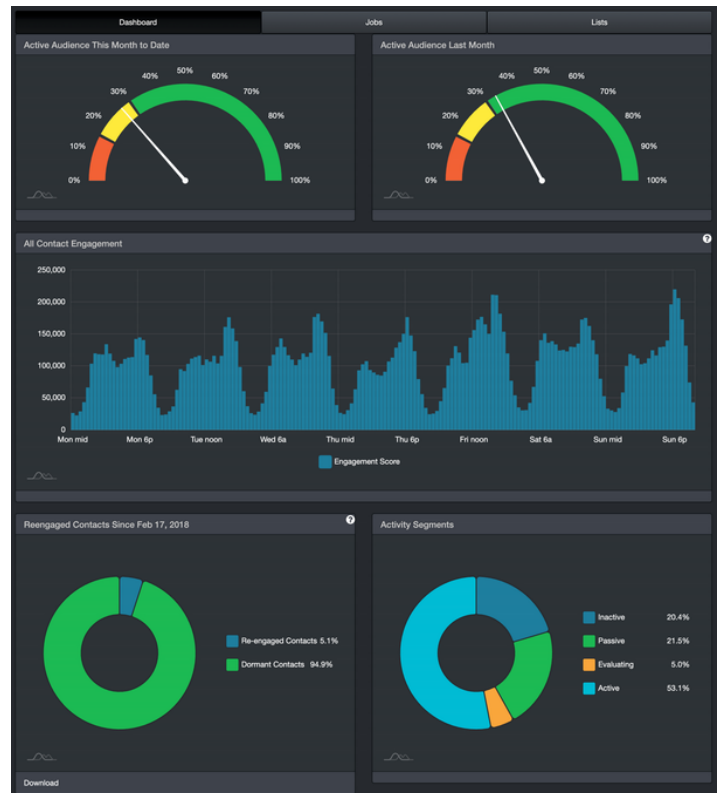 Dashboard Jobs Lists
Active Audience This Month to Date
0%
10%
20%
30%
40%
50%
60%
70%
80%
90%
100%
Active Audience Last Month
0%
10%
20%
30%
40%
50%
60%
70%
80%
90%
100%
All Contact Engagement
?
250,000
200,000
150,000
100,000
50,000
0
Mon mid Mon 6p Tue noon Wed 6a Thu mid Thu 6p Fri noon Sat 6a Sun mid Sun 6p
Engagement Score
Reengaged Contacts Since Feb 17, 2018
?
Re-engaged Contacts 5.1%
Dormant Contacts 94.9%
Download
Activity Segments
Inactive 20.4%
Passive 21.5%
Evaluating 5.0%
Active 53.1%